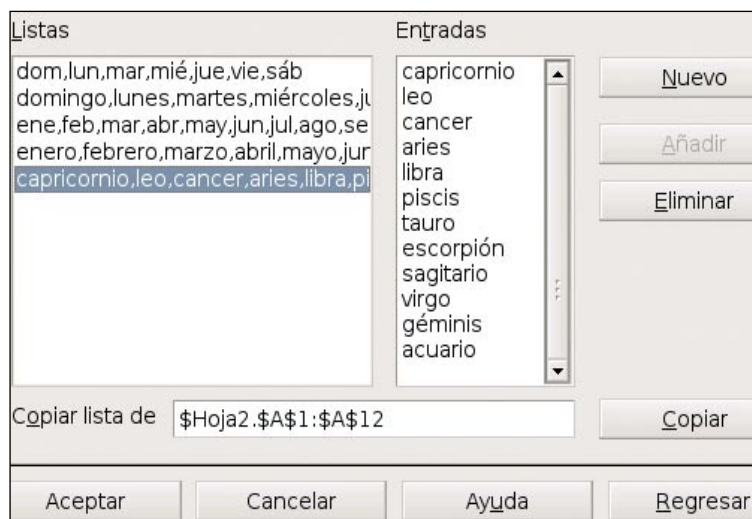 Listas
dom,lun,mar,mié,jue,vie,sáb
domingo,lunes,martes,miércoles,ju
ene,feb,mar,abr,may,jun,jul,ago,se
enero,febrero,marzo,abril,mayo,jun
capricornio,leo,cancer,aries,libra,pi
Entradas
capricornio
leo
cancer
aries
libra
piscis
tauro
escorpión
sagitario
virgo
géminis
acuario
Nuevo
Añadir
Eliminar
Copiar lista de
$Hoja2.$A$1:$A$12
Copiar
Aceptar
Cancelar
Ayuda
Regresar